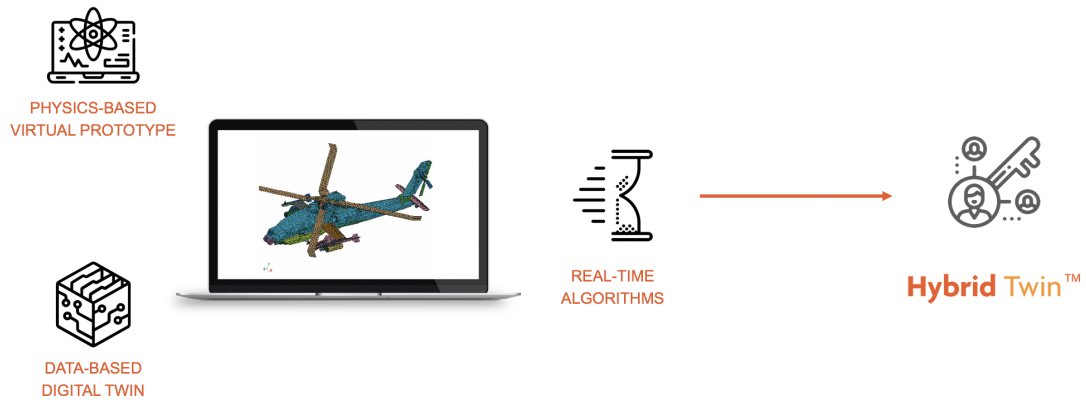 PHYSICS-BASED
VIRTUAL PROTOTYPE
DATA-BASED
DIGITAL TWIN
REAL-TIME
ALGORITHMS
Hybrid Twin™